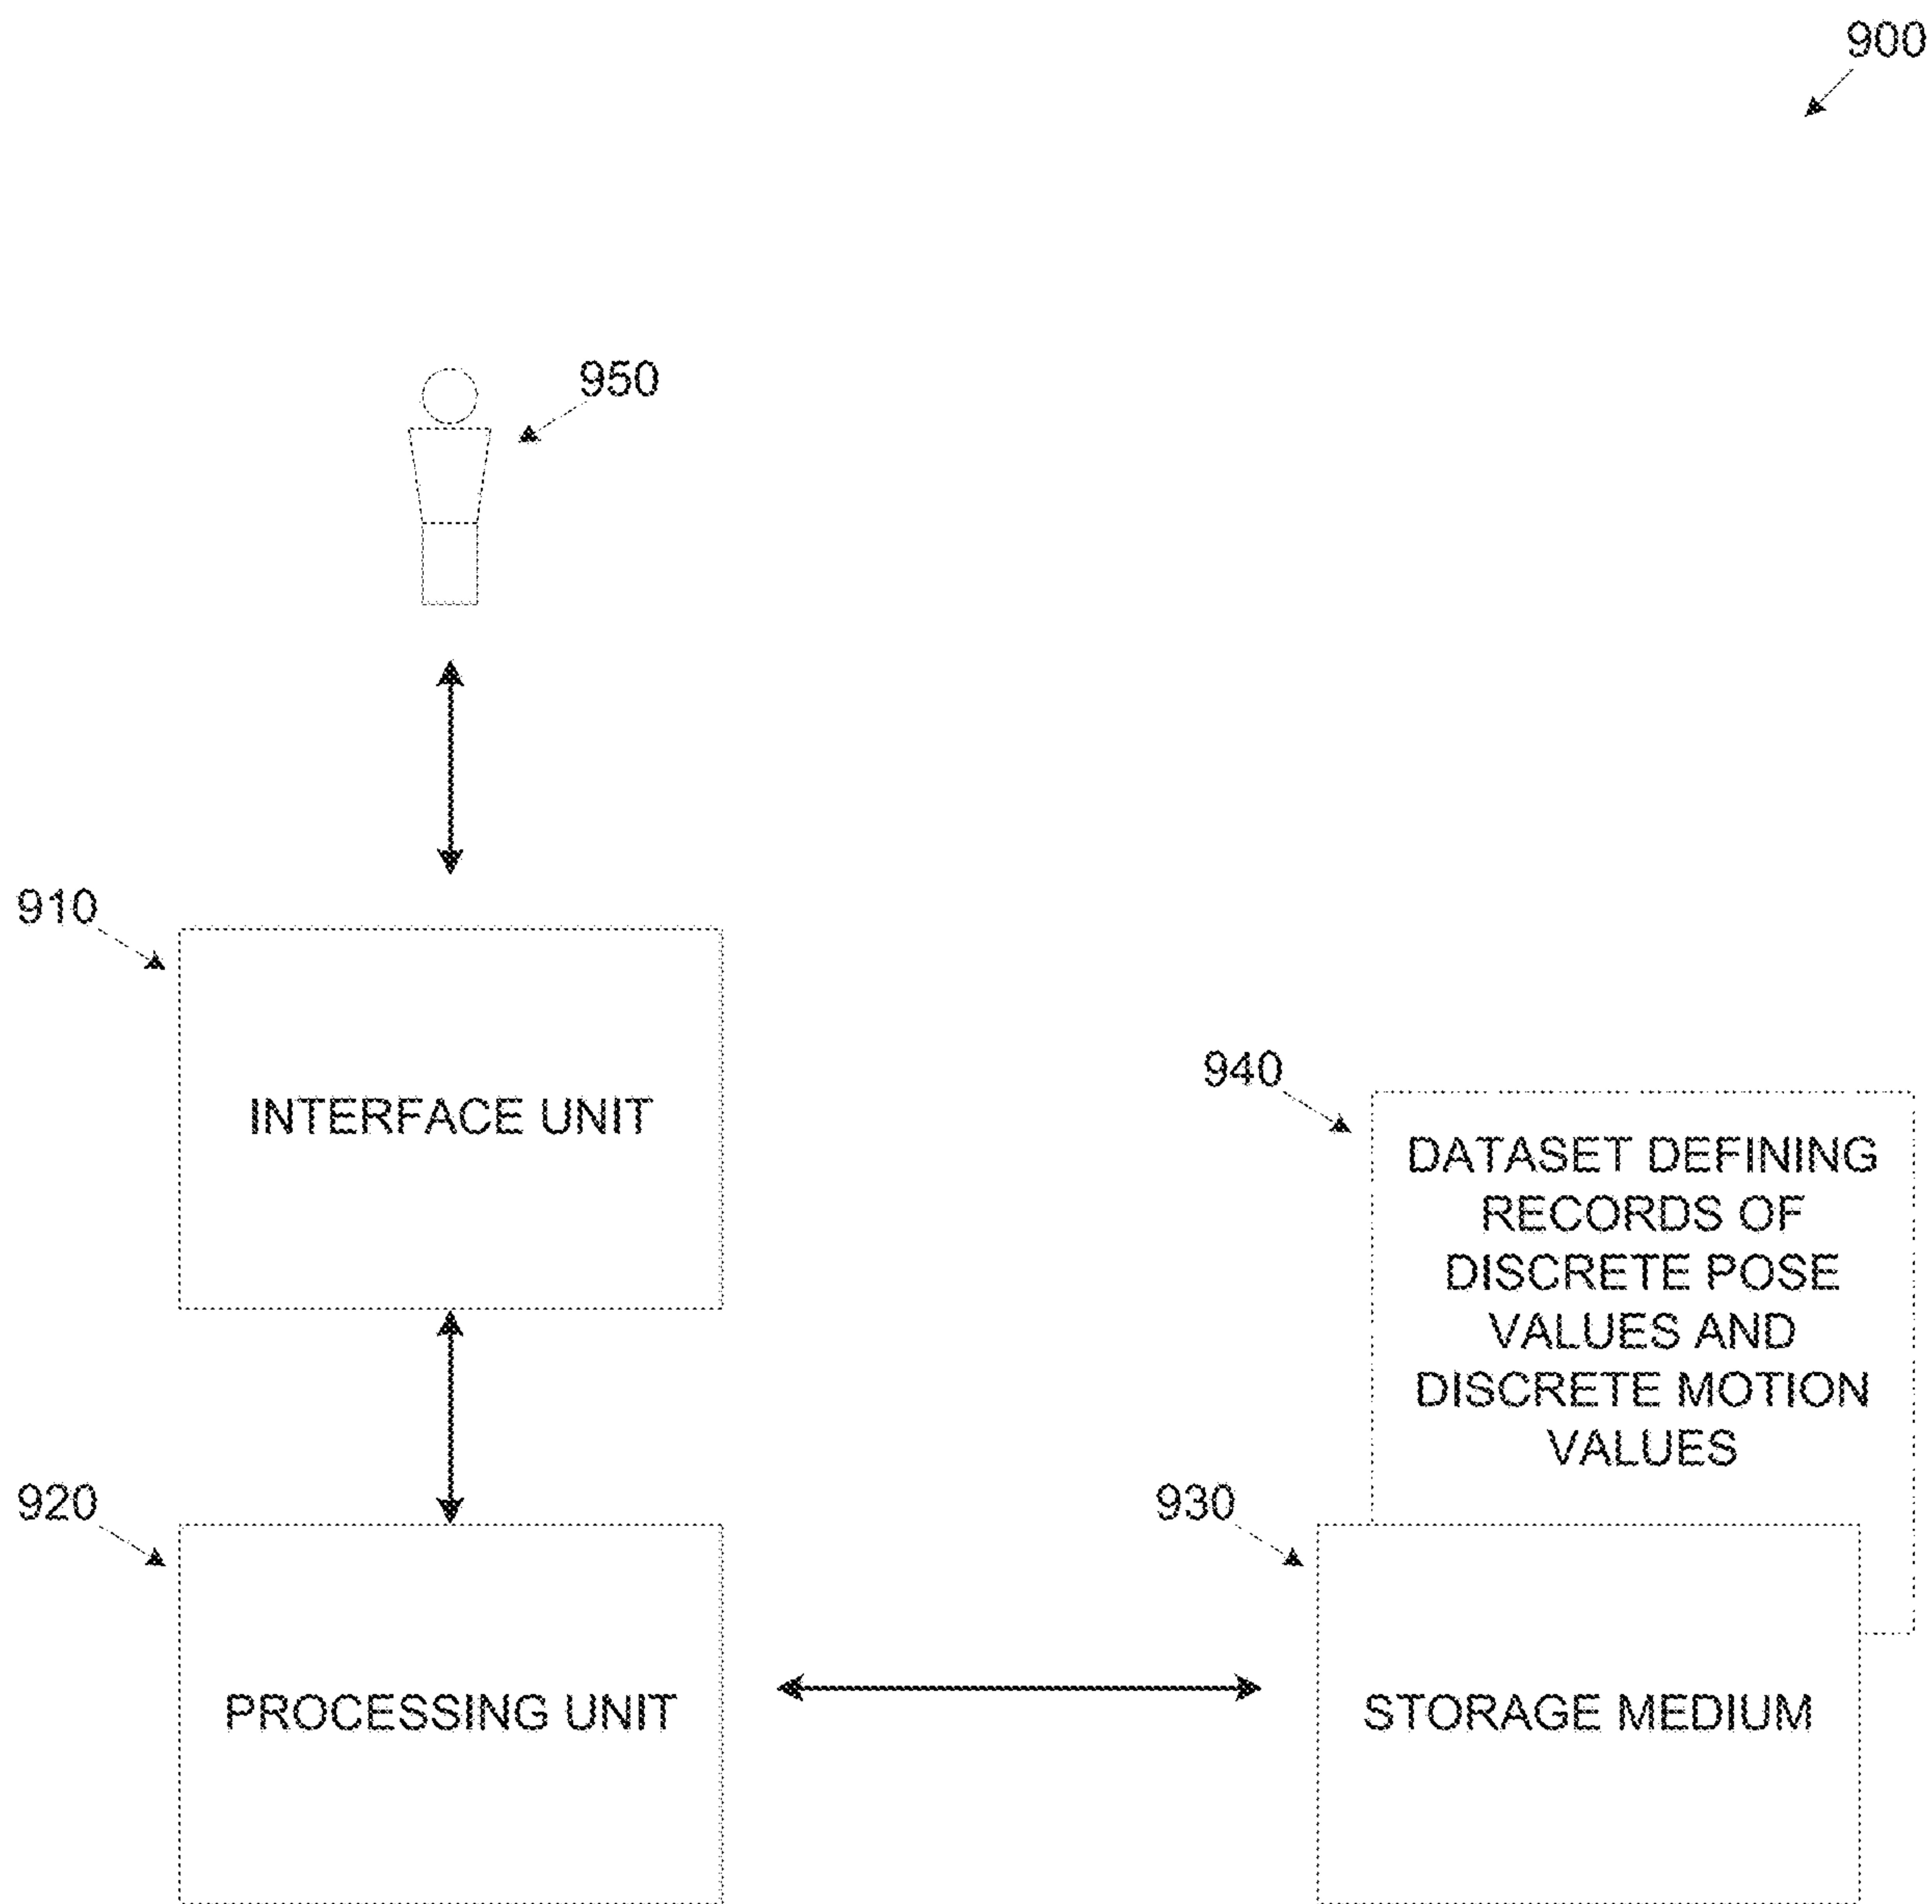 900
950
910
INTERFACE UNIT
940
DATASET DEFINING
RECORDS OF
DISCRETE POSE
VALUES AND
DISCRETE MOTION
VALUES
920
PROCESSING UNIT
930
STORAGE MEDIUM